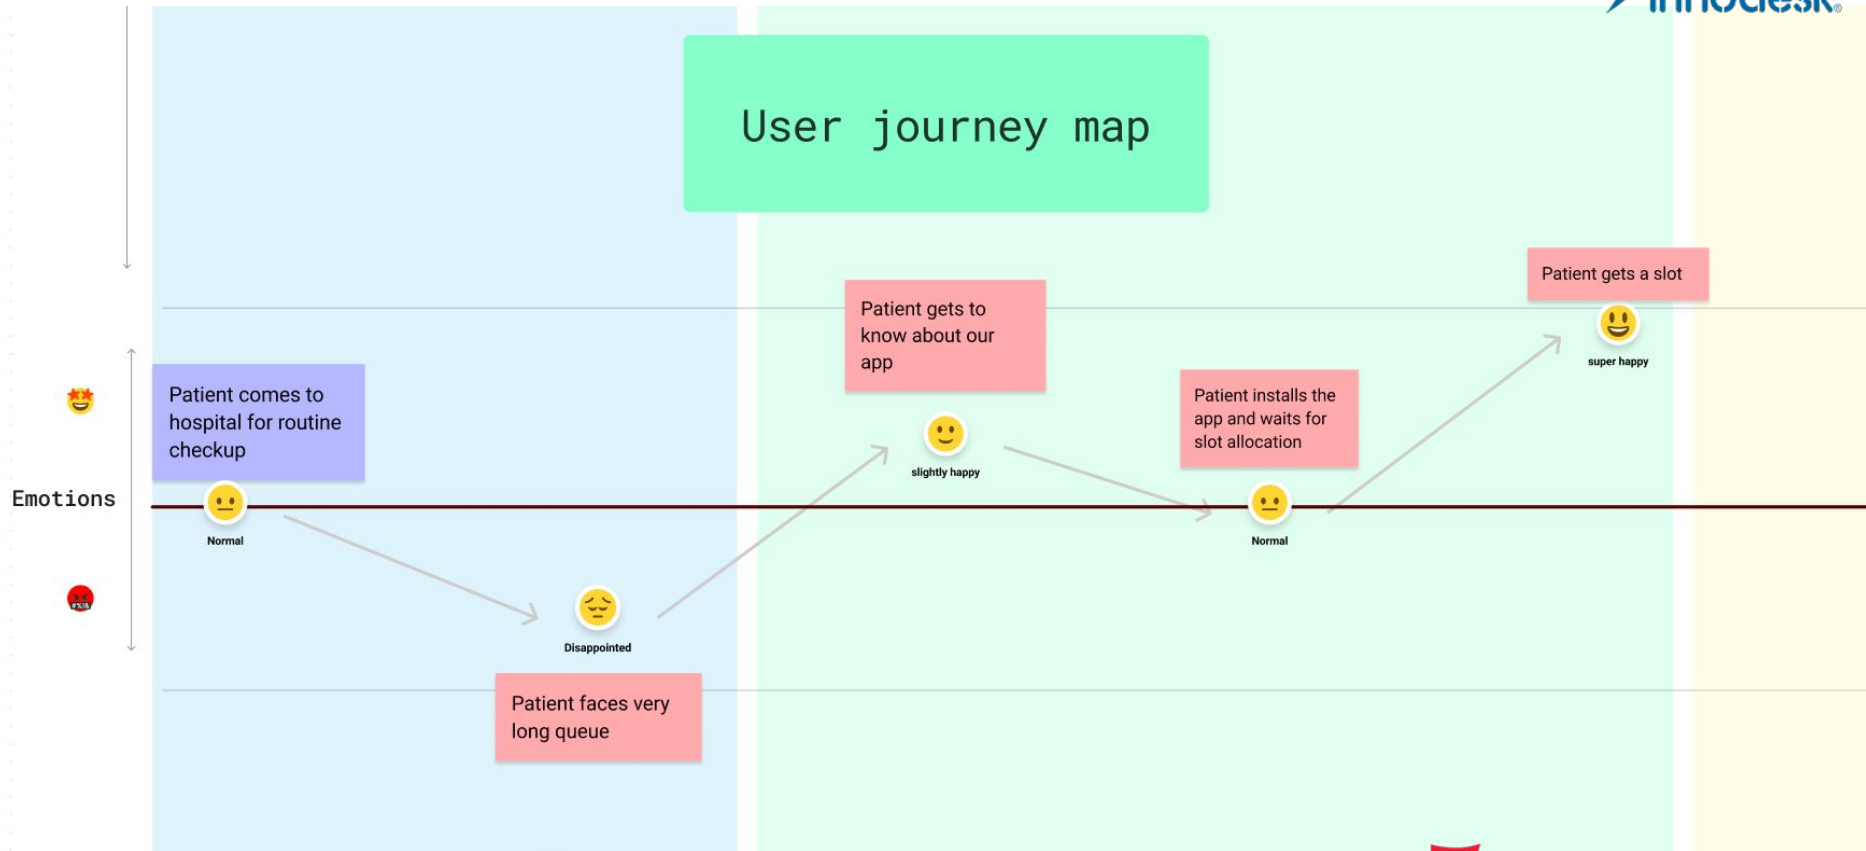 innodesk®
User journey map
Patient gets a slot
super happy
Patient gets to
know about our
app
slightly happy
Patient installs the
app and waits for
slot allocation
Normal
Patient comes to
hospital for routine
checkup
Normal
Emotions
Disappointed
Patient faces very
long queue